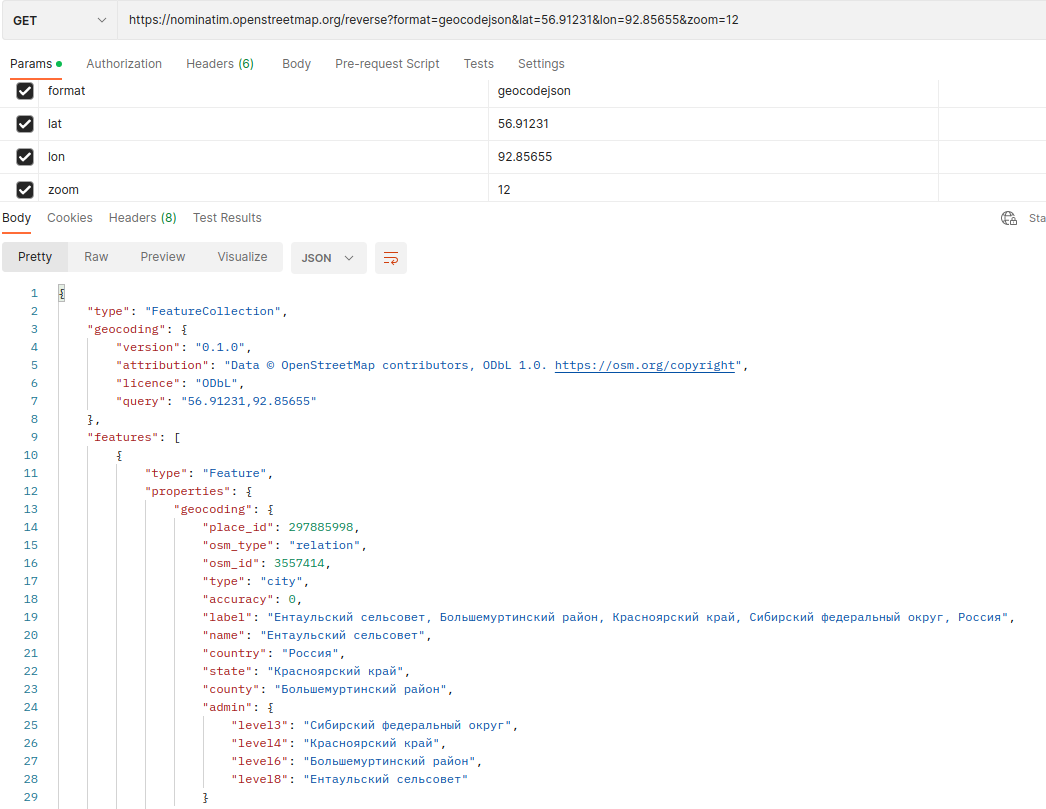 GET https://nominatim.openstreetmap.org/reverse?format=geocodejson&lat=56.91231&lon=92.85655&zoom=12
Params Authorization Headers (6) Body Pre-request Script Tests Settings
format geocodejson
lat 56.91231
lon 92.85655
zoom 12
Body Cookies Headers (8) Test Results Sta
Pretty Raw Preview Visualize JSON
1 {
2 "type": "FeatureCollection",
3 "geocoding": {
4 "version": "0.1.0",
5 "attribution": "Data © OpenStreetMap contributors, ODbL 1.0. https://osm.org/copyright",
6 "licence": "ODbL",
7 "query": "56.91231,92.85655"
8 },
9 "features": [
10 {
11 "type": "Feature",
12 "properties": {
13 "geocoding": {
14 "place_id": 297885998,
15 "osm_type": "relation",
16 "osm_id": 3557414,
17 "type": "city",
18 "accuracy": 0,
19 "label": "Ентаульский сельсовет, Большемуртинский район, Красноярский край, Сибирский федеральный округ, Россия",
20 "name": "Ентаульский сельсовет",
21 "country": "Россия",
22 "state": "Красноярский край",
23 "county": "Большемуртинский район",
24 "admin": {
25 "level3": "Сибирский федеральный округ",
26 "level4": "Красноярский край",
27 "level6": "Большемуртинский район",
28 "level8": "Ентаульский сельсовет"
29 }